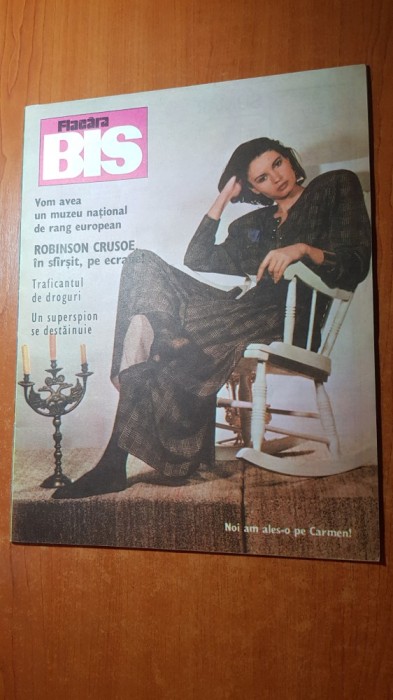 Flacăra
BIS
Vom avea
un muzeu național
de rang european
ROBINSON CRUSOE,
în sfîrșit, pe ecrane!
Traficantul
de droguri
Un superspion
se destăinuie
Noi am ales-o pe Carmen!